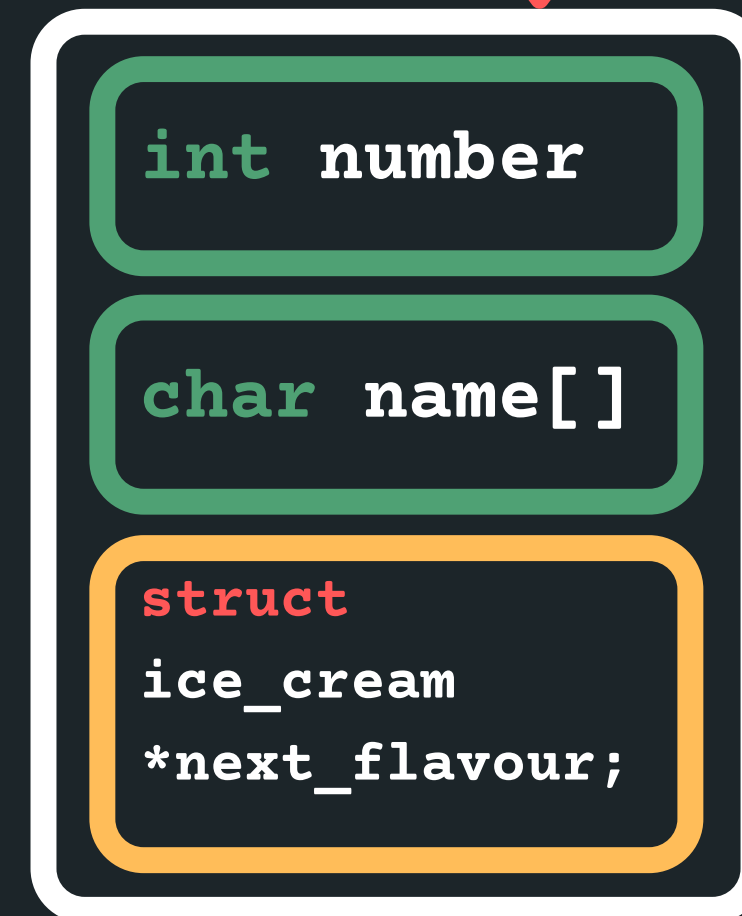 int number
char name[]
struct
ice_cream
*next_flavour;